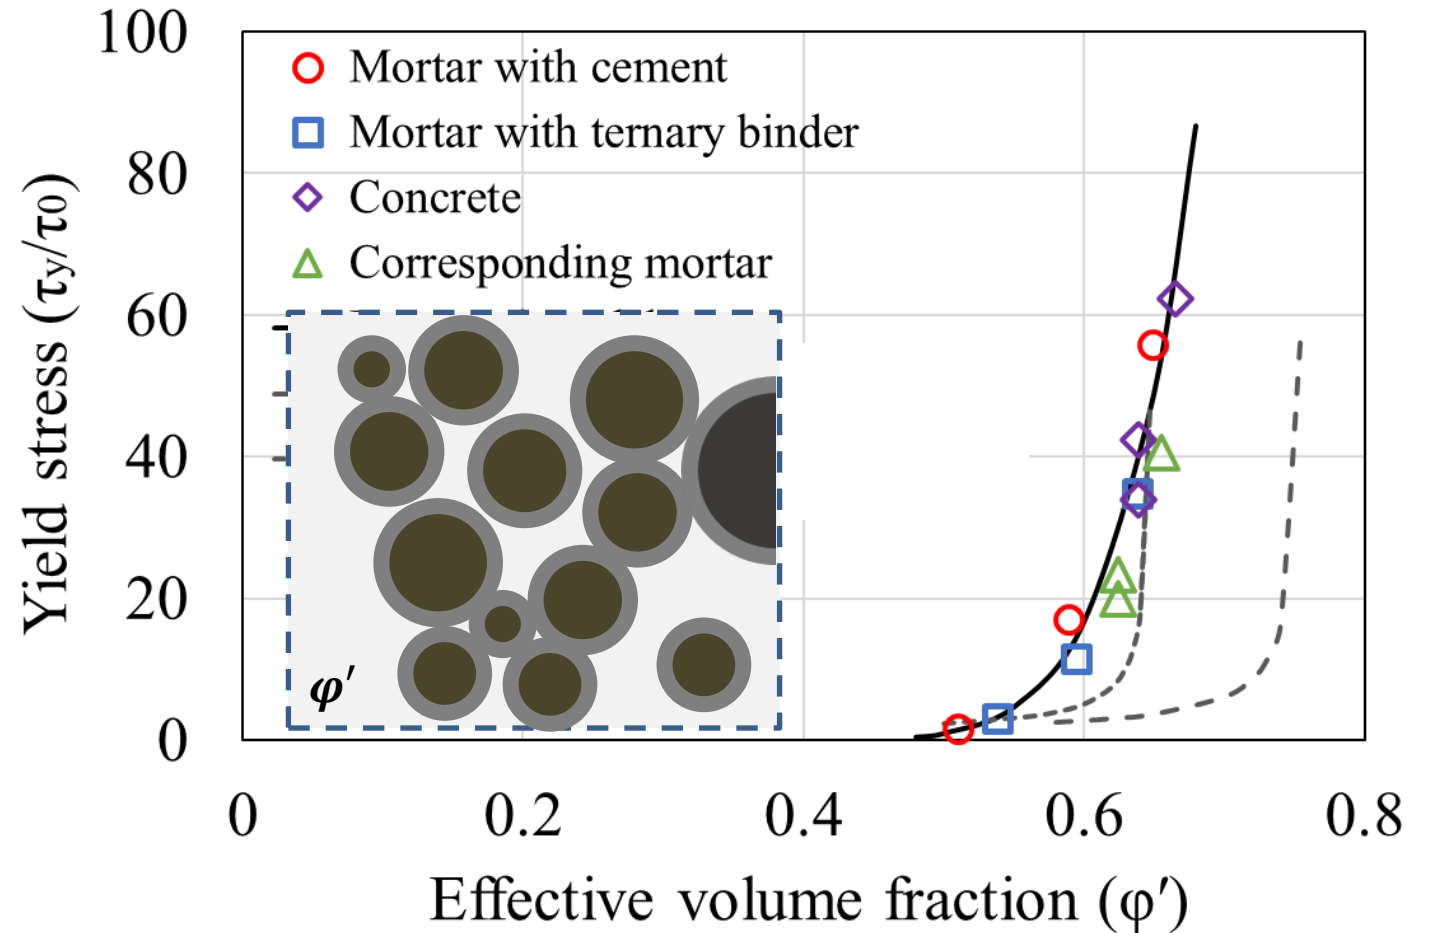 100
80
60
40
20
0
Yield stress (τy/τ0)
Mortar with cement
Mortar with ternary binder
Concrete
Corresponding mortar
φ′
0 0.2 0.4 0.6 0.8
Effective volume fraction (φ′)